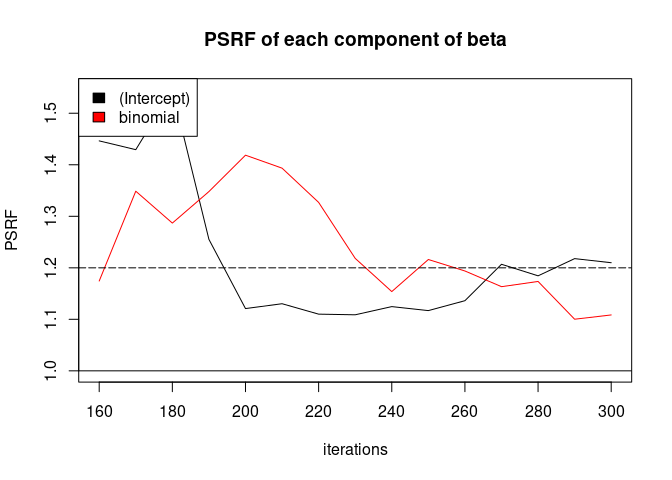 PSRF of each component of beta
(Intercept)
binomial
PSRF
1.5
1.4
1.3
1.2
1.1
1.0
160 180 200 220 240 260 280 300
iterations